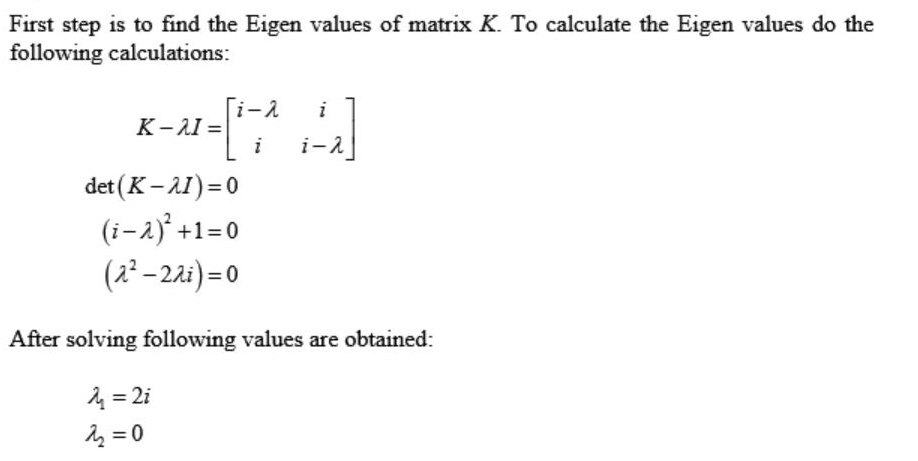 First step is to find the Eigen values of matrix K. To calculate the Eigen values do the
following calculations:
K − λI = [i − λ  i
i  i − λ]
det(K − λI) = 0
(i − λ)² + 1 = 0
(λ² − 2λi) = 0
After solving following values are obtained:
λ₁ = 2i
λ₂ = 0